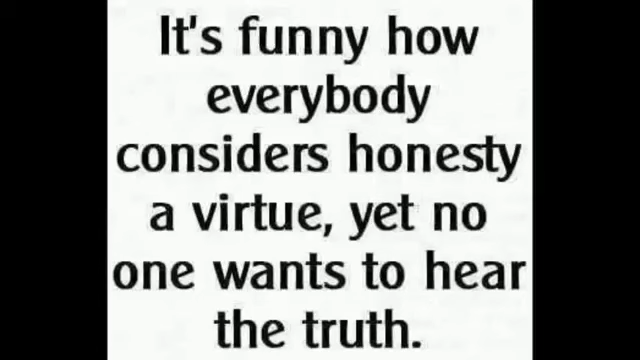 It's funny how
everybody
considers honesty
a virtue, yet no
one wants to hear
the truth.